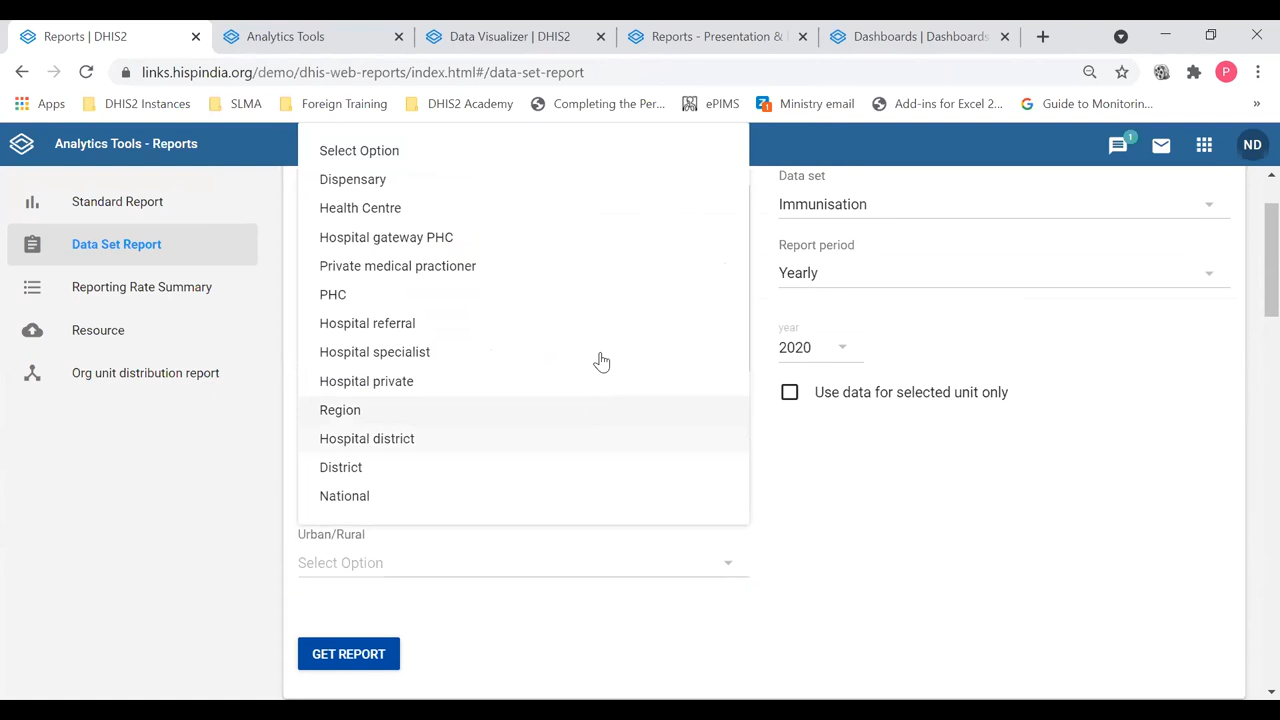 Reports | DHIS2
Analytics Tools
Data Visualizer | DHIS2
Reports - Presentation &
Dashboards | Dashboards
links.hispindia.org/demo/dhis-web-reports/index.html#/data-set-report
P
Apps
DHIS2 Instances
SLMA
Foreign Training
DHIS2 Academy
Completing the Per...
ePIMS
Ministry email
Add-ins for Excel 2...
Guide to Monitorin...
»
Analytics Tools - Reports
1
ND
Standard Report
Data Set Report
Reporting Rate Summary
Resource
Org unit distribution report
Select Option
Dispensary
Health Centre
Hospital gateway PHC
Private medical practioner
PHC
Hospital referral
Hospital specialist
Hospital private
Region
Hospital district
District
National
Urban/Rural
Select Option
GET REPORT
Data set
Immunisation
Report period
Yearly
year
2020
Use data for selected unit only